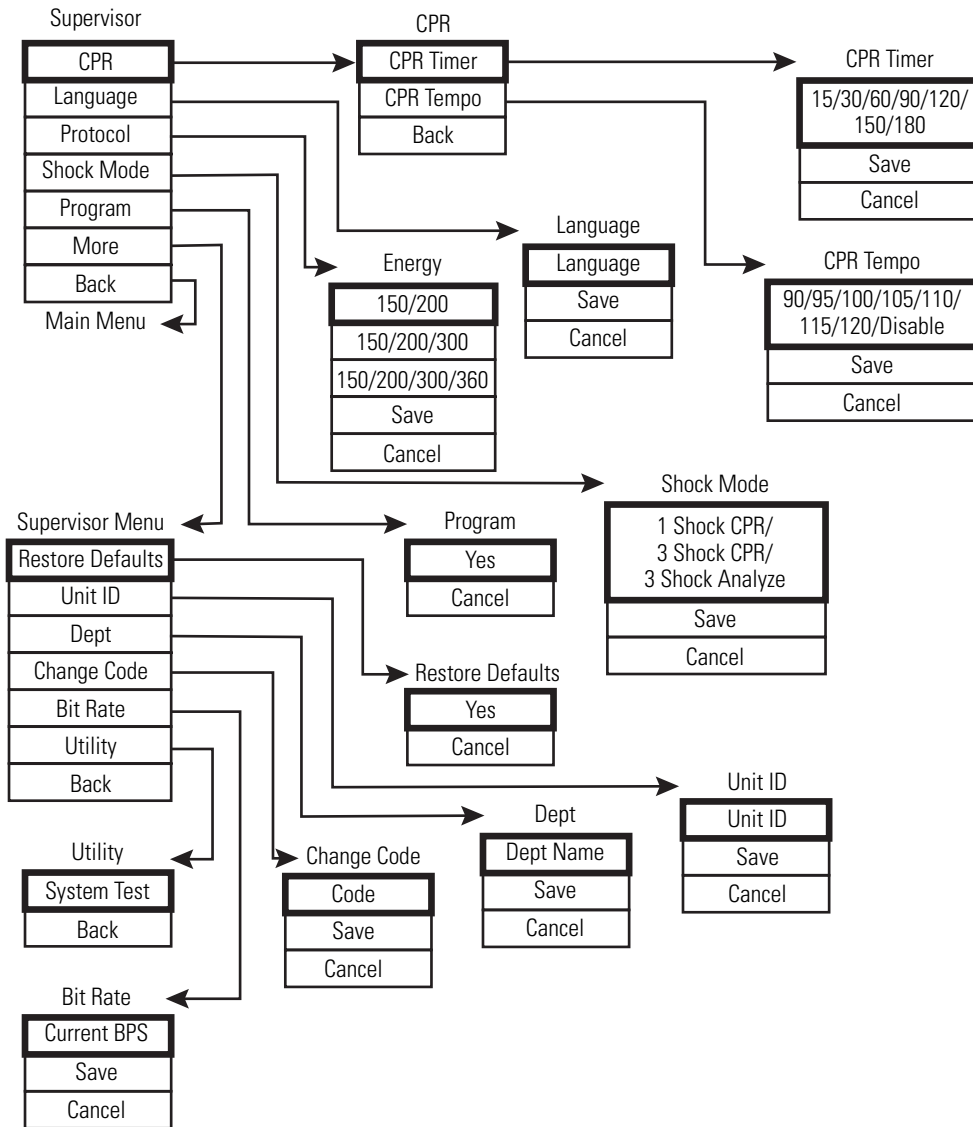 Supervisor
CPR
Language
Protocol
Shock Mode
Program
More
Back
Main Menu
CPR
CPR Timer
CPR Tempo
Back
CPR Timer
15/30/60/90/120/
150/180
Save
Cancel
Language
Language
Save
Cancel
Energy
150/200
150/200/300
150/200/300/360
Save
Cancel
CPR Tempo
90/95/100/105/110/
115/120/Disable
Save
Cancel
Shock Mode
1 Shock CPR/
3 Shock CPR/
3 Shock Analyze
Save
Cancel
Program
Yes
Cancel
Supervisor Menu
Restore Defaults
Unit ID
Dept
Change Code
Bit Rate
Utility
Back
Restore Defaults
Yes
Cancel
Unit ID
Unit ID
Save
Cancel
Dept
Dept Name
Save
Cancel
Change Code
Code
Save
Cancel
Utility
System Test
Back
Bit Rate
Current BPS
Save
Cancel